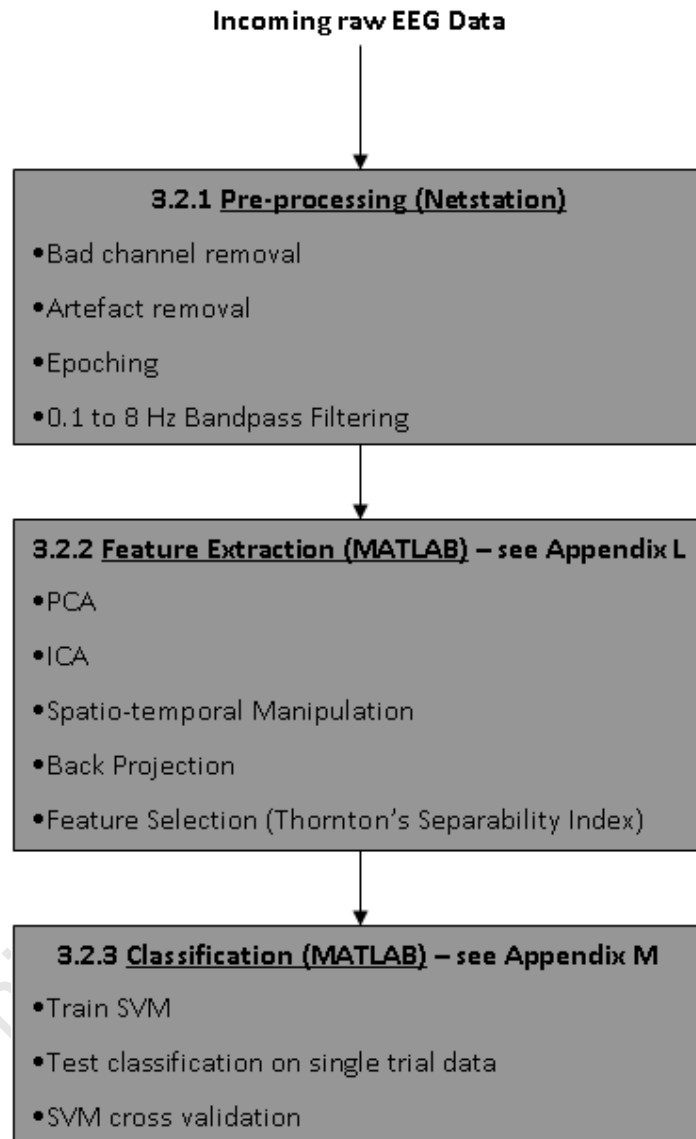 Incoming raw EEG Data
3.2.1 Pre-processing (Netstation)
•Bad channel removal
•Artefact removal
•Epoching
•0.1 to 8 Hz Bandpass Filtering
3.2.2 Feature Extraction (MATLAB) – see Appendix L
•PCA
•ICA
•Spatio-temporal Manipulation
•Back Projection
•Feature Selection (Thornton's Separability Index)
3.2.3 Classification (MATLAB) – see Appendix M
•Train SVM
•Test classification on single trial data
•SVM cross validation